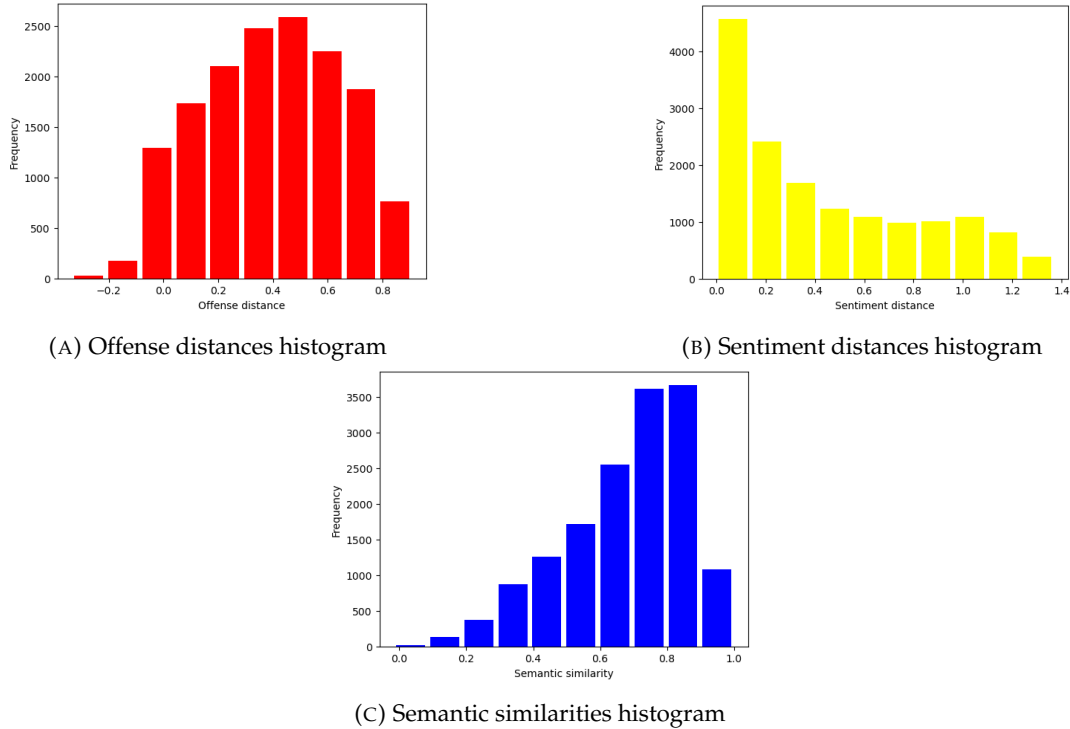 2500
2000
1500
1000
500
0
Frequency
−0.2 0.0 0.2 0.4 0.6 0.8
Offense distance
(A) Offense distances histogram
4000
3000
2000
1000
0
Frequency
0.0 0.2 0.4 0.6 0.8 1.0 1.2 1.4
Sentiment distance
(B) Sentiment distances histogram
3500
3000
2500
2000
1500
1000
500
0
Frequency
0.0 0.2 0.4 0.6 0.8 1.0
Semantic similarity
(C) Semantic similarities histogram